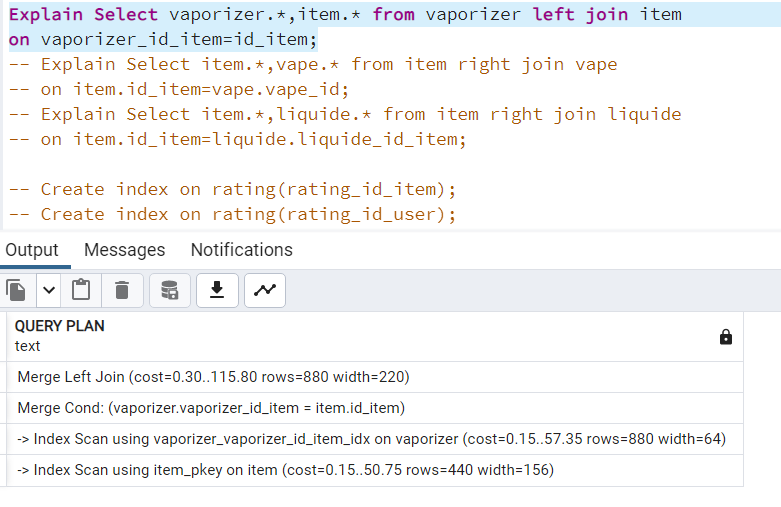 Explain Select vaporizer.*,item.* from vaporizer left join item
on vaporizer_id_item=id_item;
-- Explain Select item.*,vape.* from item right join vape
-- on item.id_item=vape.vape_id;
-- Explain Select item.*,liquide.* from item right join liquide
-- on item.id_item=liquide.liquide_id_item;
-- Create index on rating(rating_id_item);
-- Create index on rating(rating_id_user);
Output Messages Notifications
QUERY PLAN
text
Merge Left Join (cost=0.30..115.80 rows=880 width=220)
Merge Cond: (vaporizer.vaporizer_id_item = item.id_item)
-> Index Scan using vaporizer_vaporizer_id_item_idx on vaporizer (cost=0.15..57.35 rows=880 width=64)
-> Index Scan using item_pkey on item (cost=0.15..50.75 rows=440 width=156)